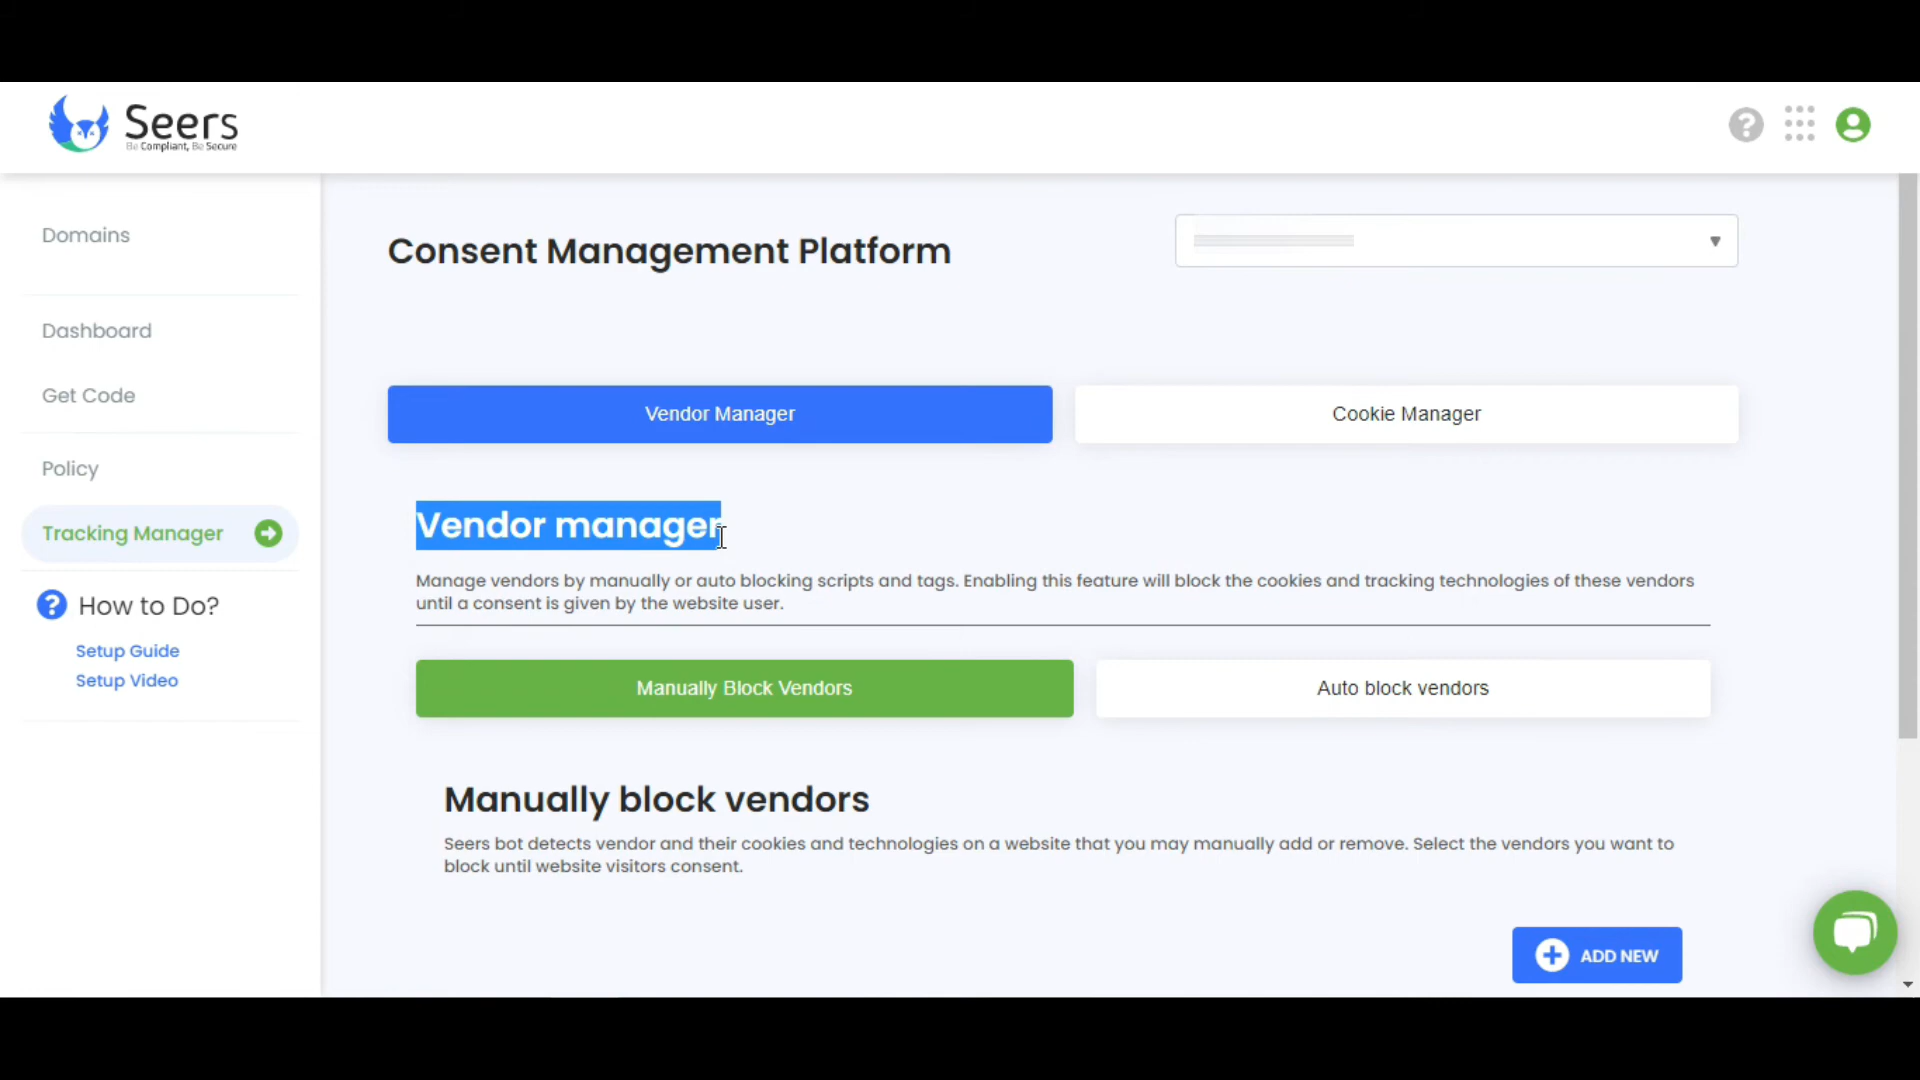 Seers
Be Compliant, Be Secure
Domains
Dashboard
Get Code
Policy
Tracking Manager
How to Do?
Setup Guide
Setup Video
Consent Management Platform
Vendor Manager
Cookie Manager
Vendor manager
Manage vendors by manually or auto blocking scripts and tags. Enabling this feature will block the cookies and tracking technologies of these vendors
until a consent is given by the website user.
Manually Block Vendors
Auto block vendors
Manually block vendors
Seers bot detects vendor and their cookies and technologies on a website that you may manually add or remove. Select the vendors you want to
block until website visitors consent.
ADD NEW